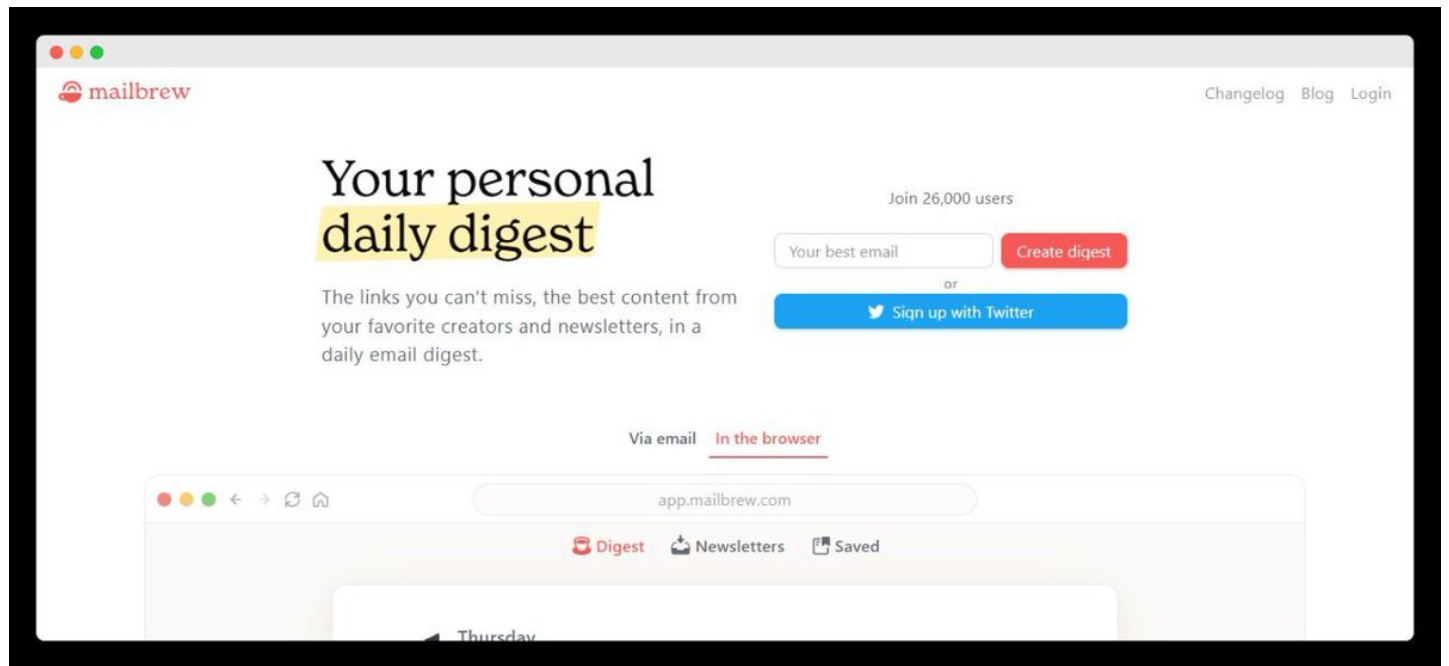 mailbrew
Changelog Blog Login
Your personal
daily digest
The links you can't miss, the best content from
your favorite creators and newsletters, in a
daily email digest.
Join 26,000 users
Your best email
Create digest
or
Sign up with Twitter
Via email In the browser
app.mailbrew.com
Digest Newsletters Saved
Thursday